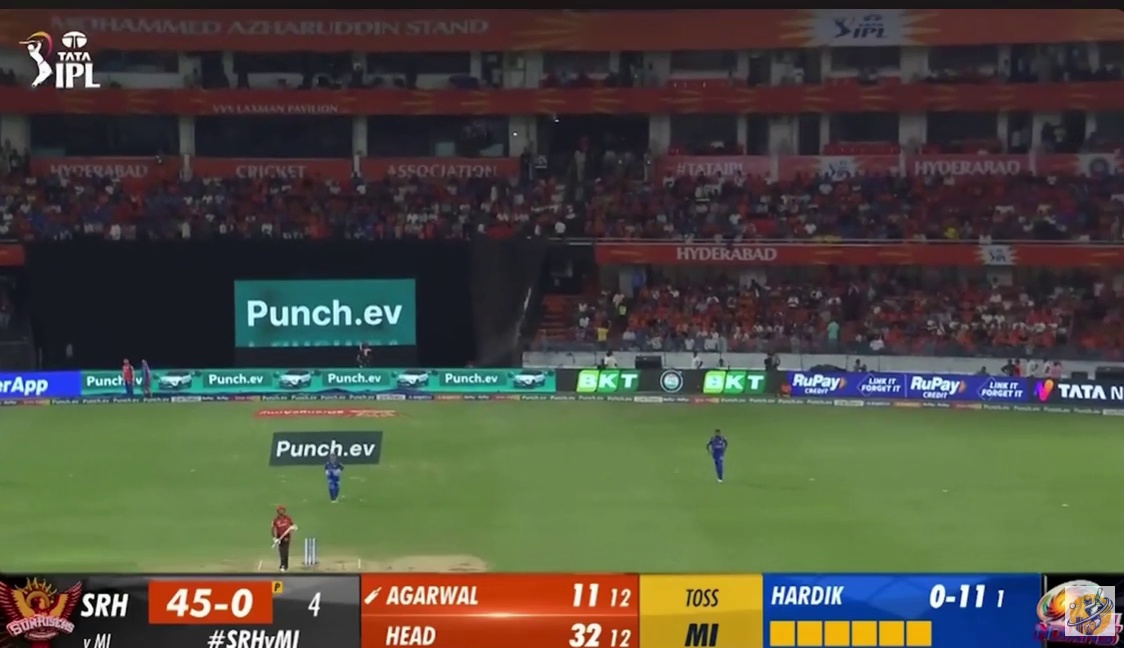 MOHAMMED AZHARUDDIN STAND
IPL
TATA
IPL
VVS LAXMAN PAVILION
HYDERABAD
CRICKET
ASSOCIATION
#TATAIPL
HYDERABAD
HYDERABAD
Punch.ev
erApp
Punch
Punch.ev
Punch.ev
Punch.ev
BKT
BKT
RuPay
CREDIT
LINK IT
FORGET IT
RuPay
CREDIT
LINK IT
FORGET IT
TATA N
Punch.ev
SUNRISERS
SRH
45-0
P
4
v MI
#SRHvMI
AGARWAL 11 12
HEAD 32 12
TOSS
MI
HARDIK 0-11 1